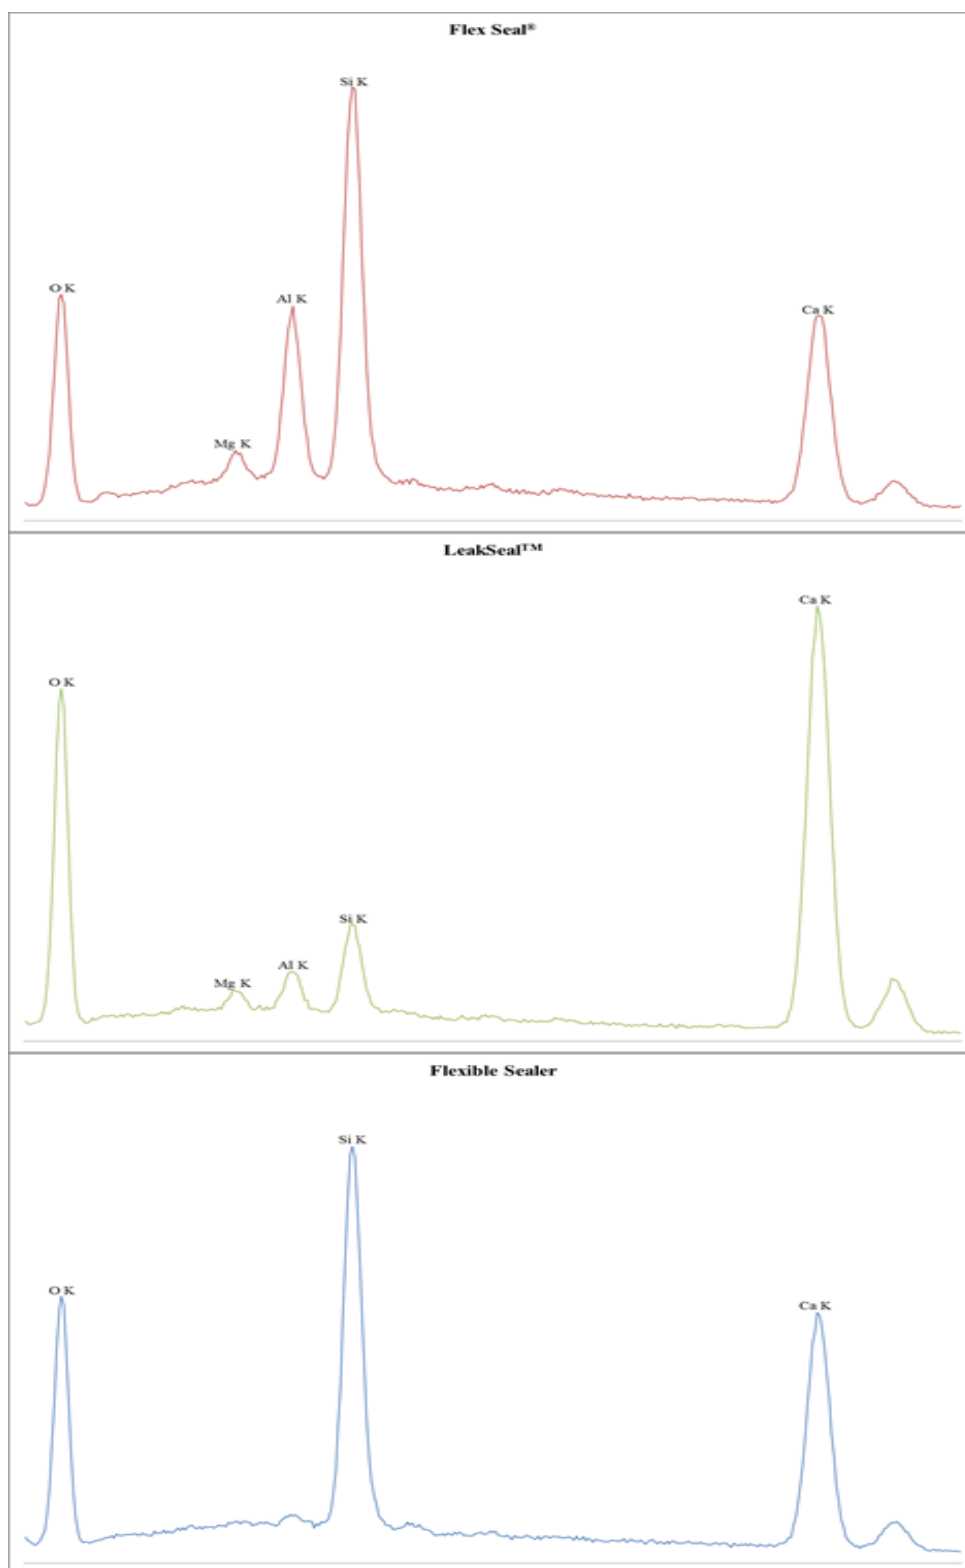 Flex Seal®
Si K
O K
Al K
Ca K
Mg K
LeakSeal™
Ca K
O K
Si K
Al K
Mg K
Flexible Sealer
Si K
O K
Ca K